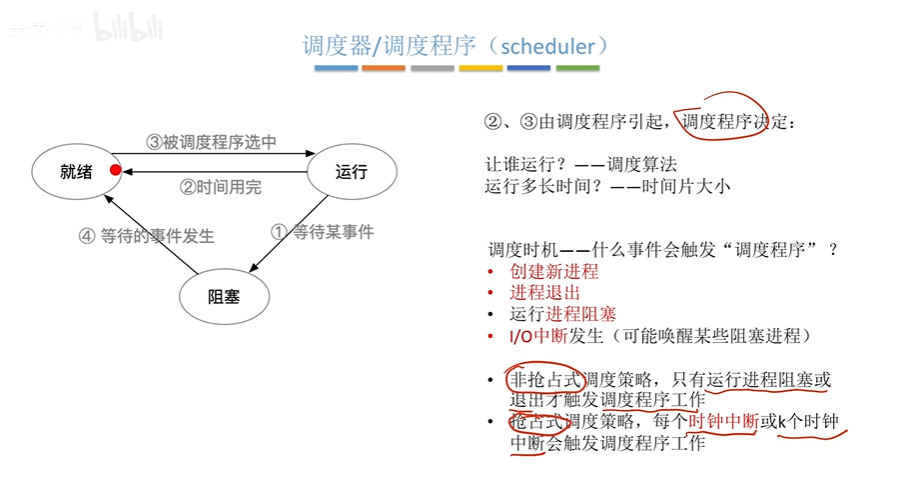 bilibili
调度器/调度程序（scheduler）
③被调度程序选中
就绪
运行
②时间用完
④ 等待的事件发生
① 等待某事件
阻塞
②、③由调度程序引起，调度程序决定：
让谁运行？——调度算法
运行多长时间？——时间片大小
调度时机——什么事件会触发“调度程序”？
• 创建新进程
• 进程退出
• 运行进程阻塞
• I/O中断发生（可能唤醒某些阻塞进程）
• 非抢占式调度策略，只有运行进程阻塞或
退出才触发调度程序工作
• 抢占式调度策略，每个时钟中断或k个时钟
中断会触发调度程序工作